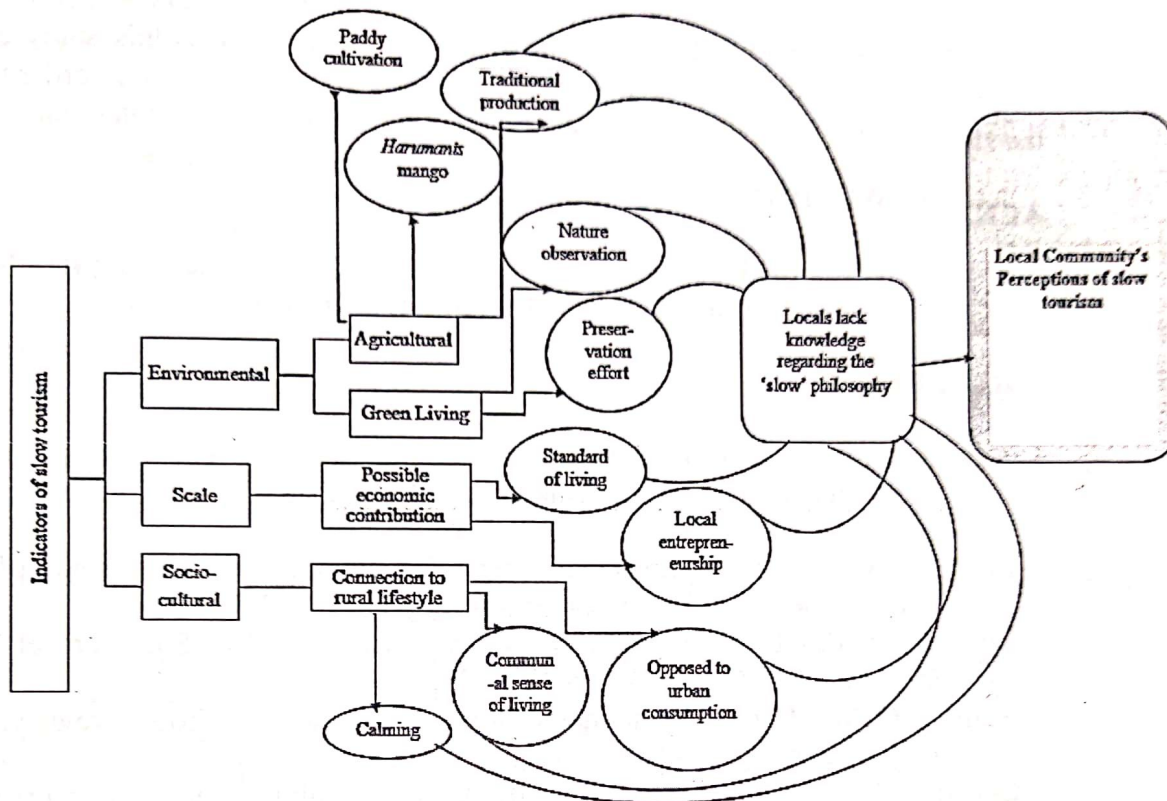 Paddy
cultivation
Traditional
production
Harumanis
mango
Nature
observation
Preser-
vation
effort
Agricultural
Environmental
Green Living
Indicators of slow tourism
Scale
Possible
economic
contribution
Standard
of living
Local
entrepren-
eurship
Socio-
cultural
Connection to
rural lifestyle
Commun
-al sense
of living
Opposed to
urban
consumption
Calming
Locals lack
knowledge
regarding the
'slow' philosophy
Local Community's
Perceptions of slow
tourism